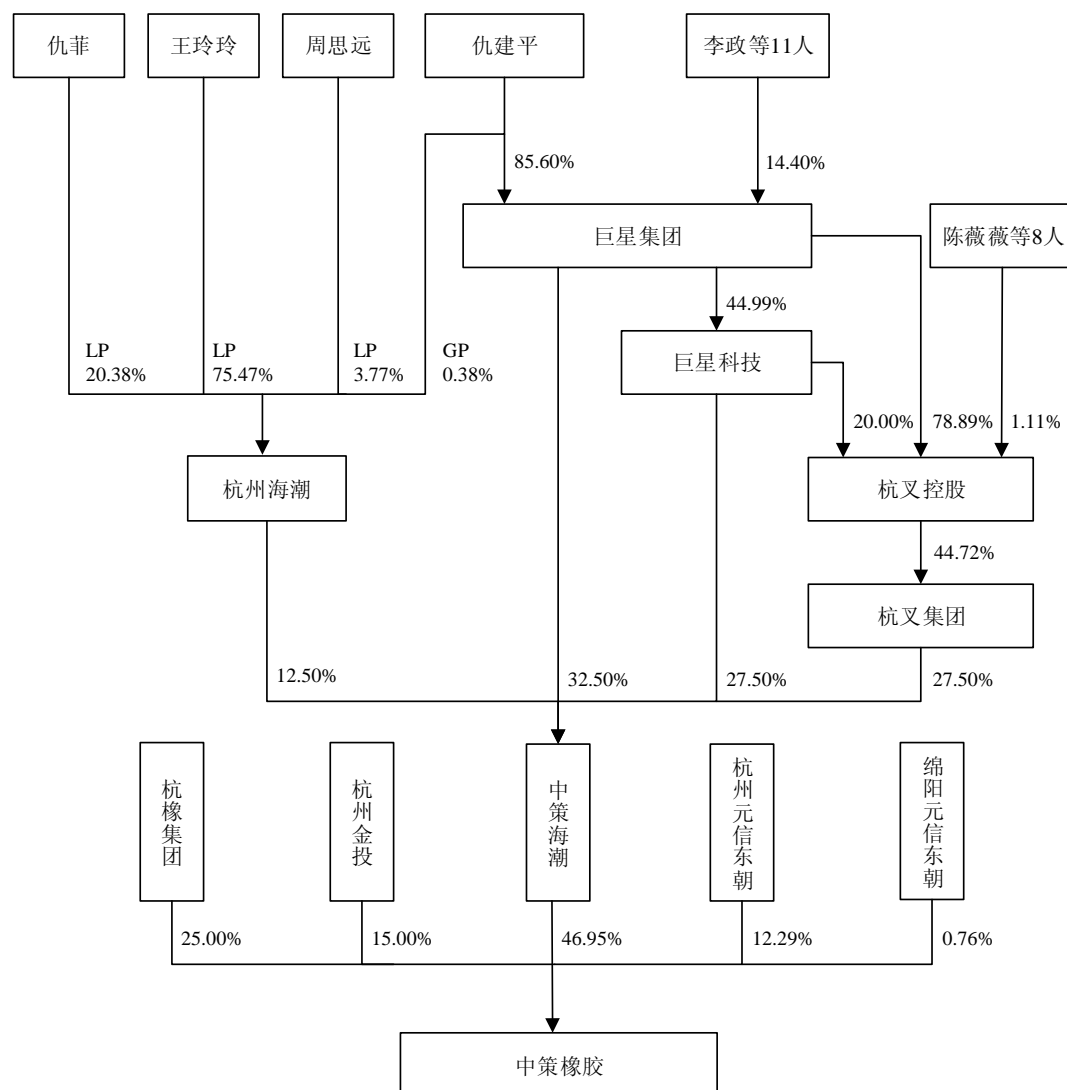 仇菲
王玲玲
周思远
仇建平
李政等11人
85.60%
14.40%
巨星集团
陈薇薇等8人
44.99%
LP
20.38%
LP
75.47%
LP
3.77%
GP
0.38%
巨星科技
20.00%
78.89%
1.11%
杭州海潮
杭叉控股
44.72%
杭叉集团
12.50%
32.50%
27.50%
27.50%
杭橡集团
杭州金投
中策海潮
杭州元信东朝
绵阳元信东朝
25.00%
15.00%
46.95%
12.29%
0.76%
中策橡胶